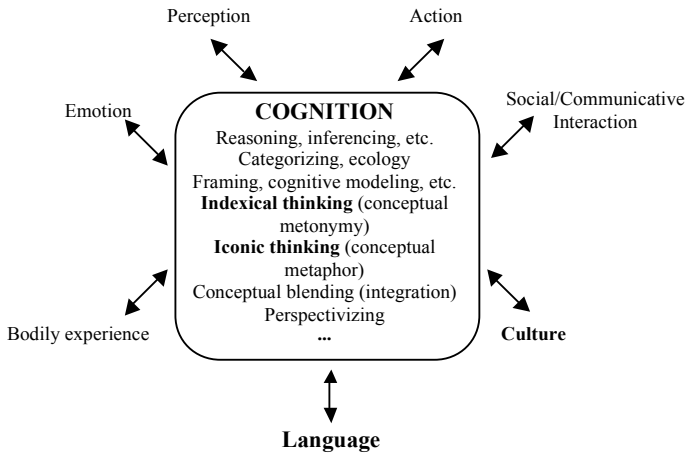 Perception
Action
Emotion
Social/Communicative
Interaction
COGNITION
Reasoning, inferencing, etc.
Categorizing, ecology
Framing, cognitive modeling, etc.
Indexical thinking (conceptual
metonymy)
Iconic thinking (conceptual
metaphor)
Conceptual blending (integration)
Perspectivizing
...
Bodily experience
Culture
Language